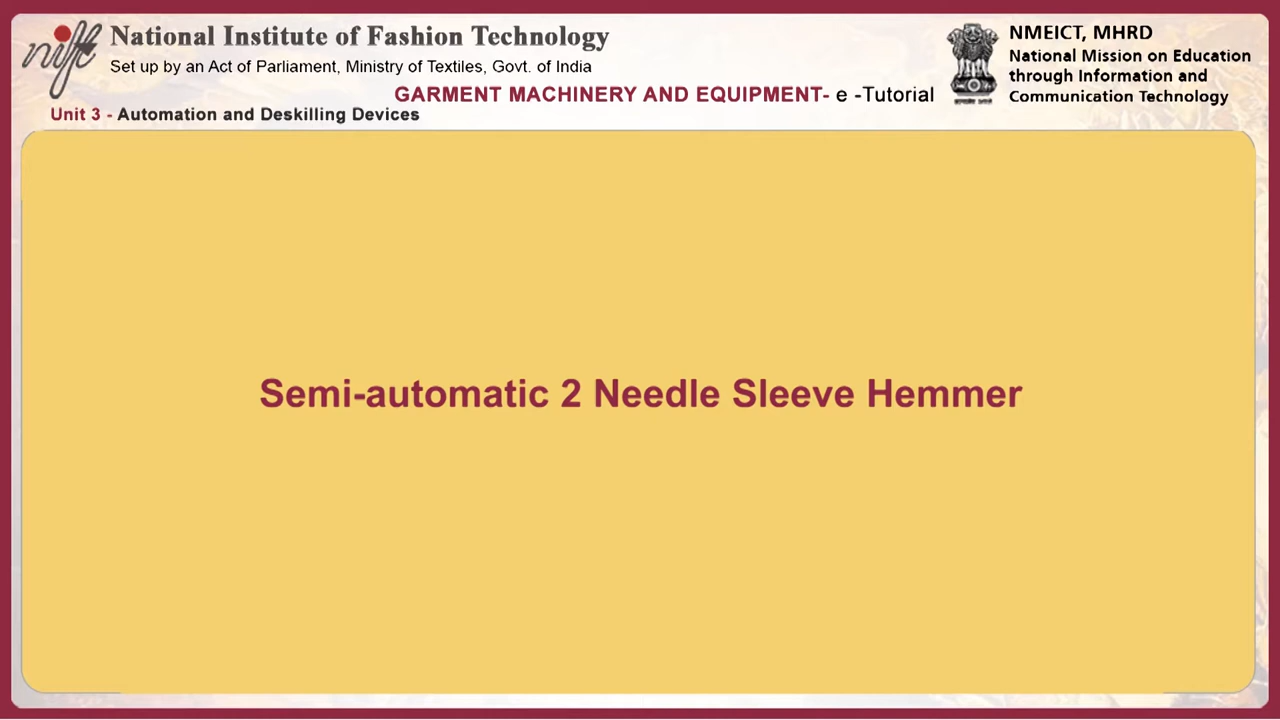 nift
National Institute of Fashion Technology
Set up by an Act of Parliament, Ministry of Textiles, Govt. of India
GARMENT MACHINERY AND EQUIPMENT- e -Tutorial
Unit 3 - Automation and Deskilling Devices
NMEICT, MHRD
National Mission on Education
through Information and
Communication Technology
Semi-automatic 2 Needle Sleeve Hemmer